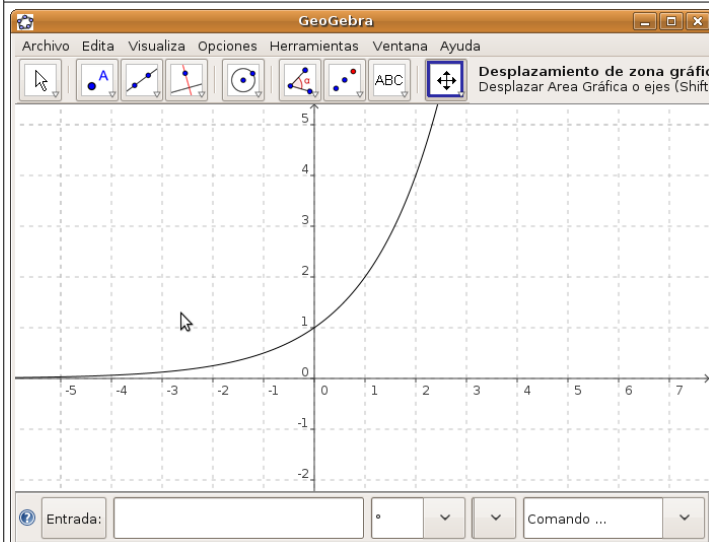 GeoGebra
Archivo Edita Visualiza Opciones Herramientas Ventana Ayuda
A α ABC
Desplazamiento de zona gráfic
Desplazar Area Gráfica o ejes (Shift
5
4
3
2
1
0
-5 -4 -3 -2 -1 0 1 2 3 4 5 6 7
-1
-2
Entrada: ° Comando ...